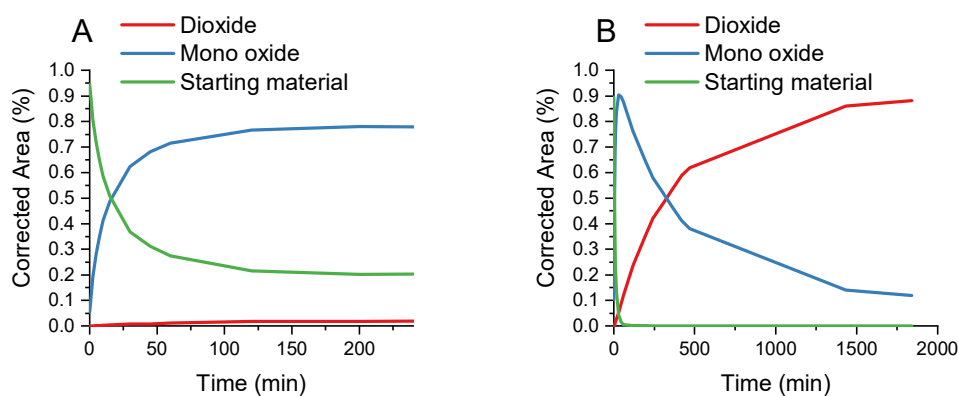 A
Dioxide
Mono oxide
Starting material
1.0
0.9
0.8
0.7
0.6
0.5
0.4
0.3
0.2
0.1
0.0
Corrected Area (%)
0 50 100 150 200
Time (min)
B
Dioxide
Mono oxide
Starting material
1.0
0.9
0.8
0.7
0.6
0.5
0.4
0.3
0.2
0.1
0.0
Corrected Area (%)
0 500 1000 1500 2000
Time (min)